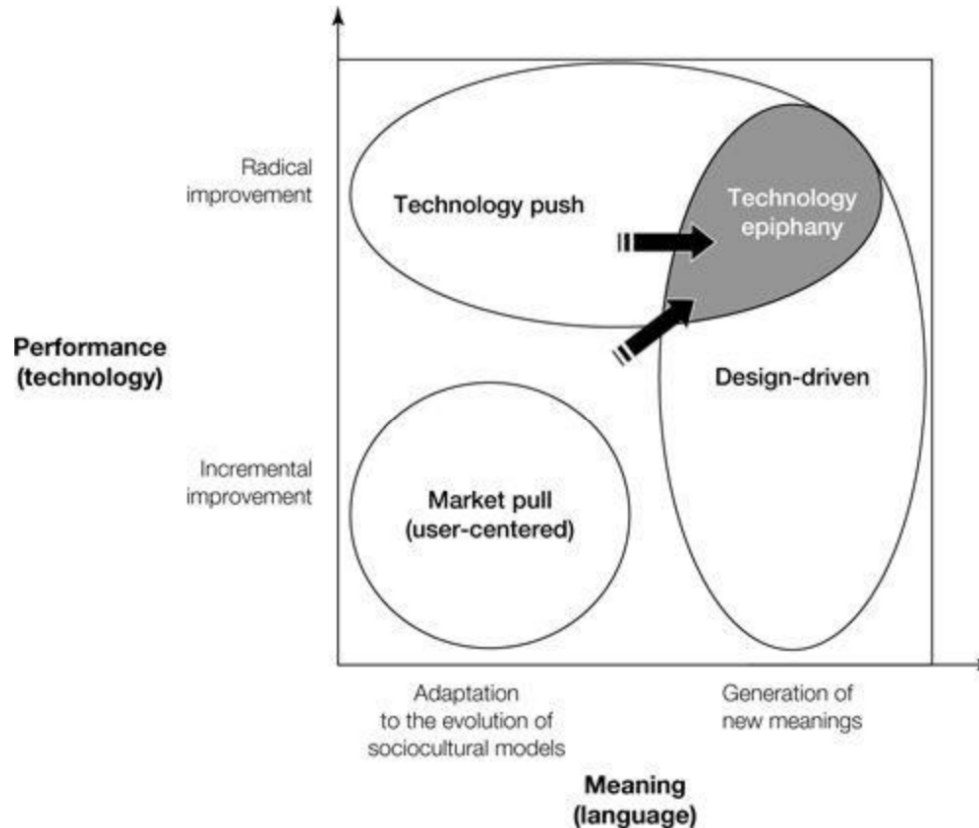 Radical
improvement
Technology push
Technology
epiphany
Performance
(technology)
Design-driven
Incremental
improvement
Market pull
(user-centered)
Adaptation
to the evolution of
sociocultural models
Generation of
new meanings
Meaning
(language)